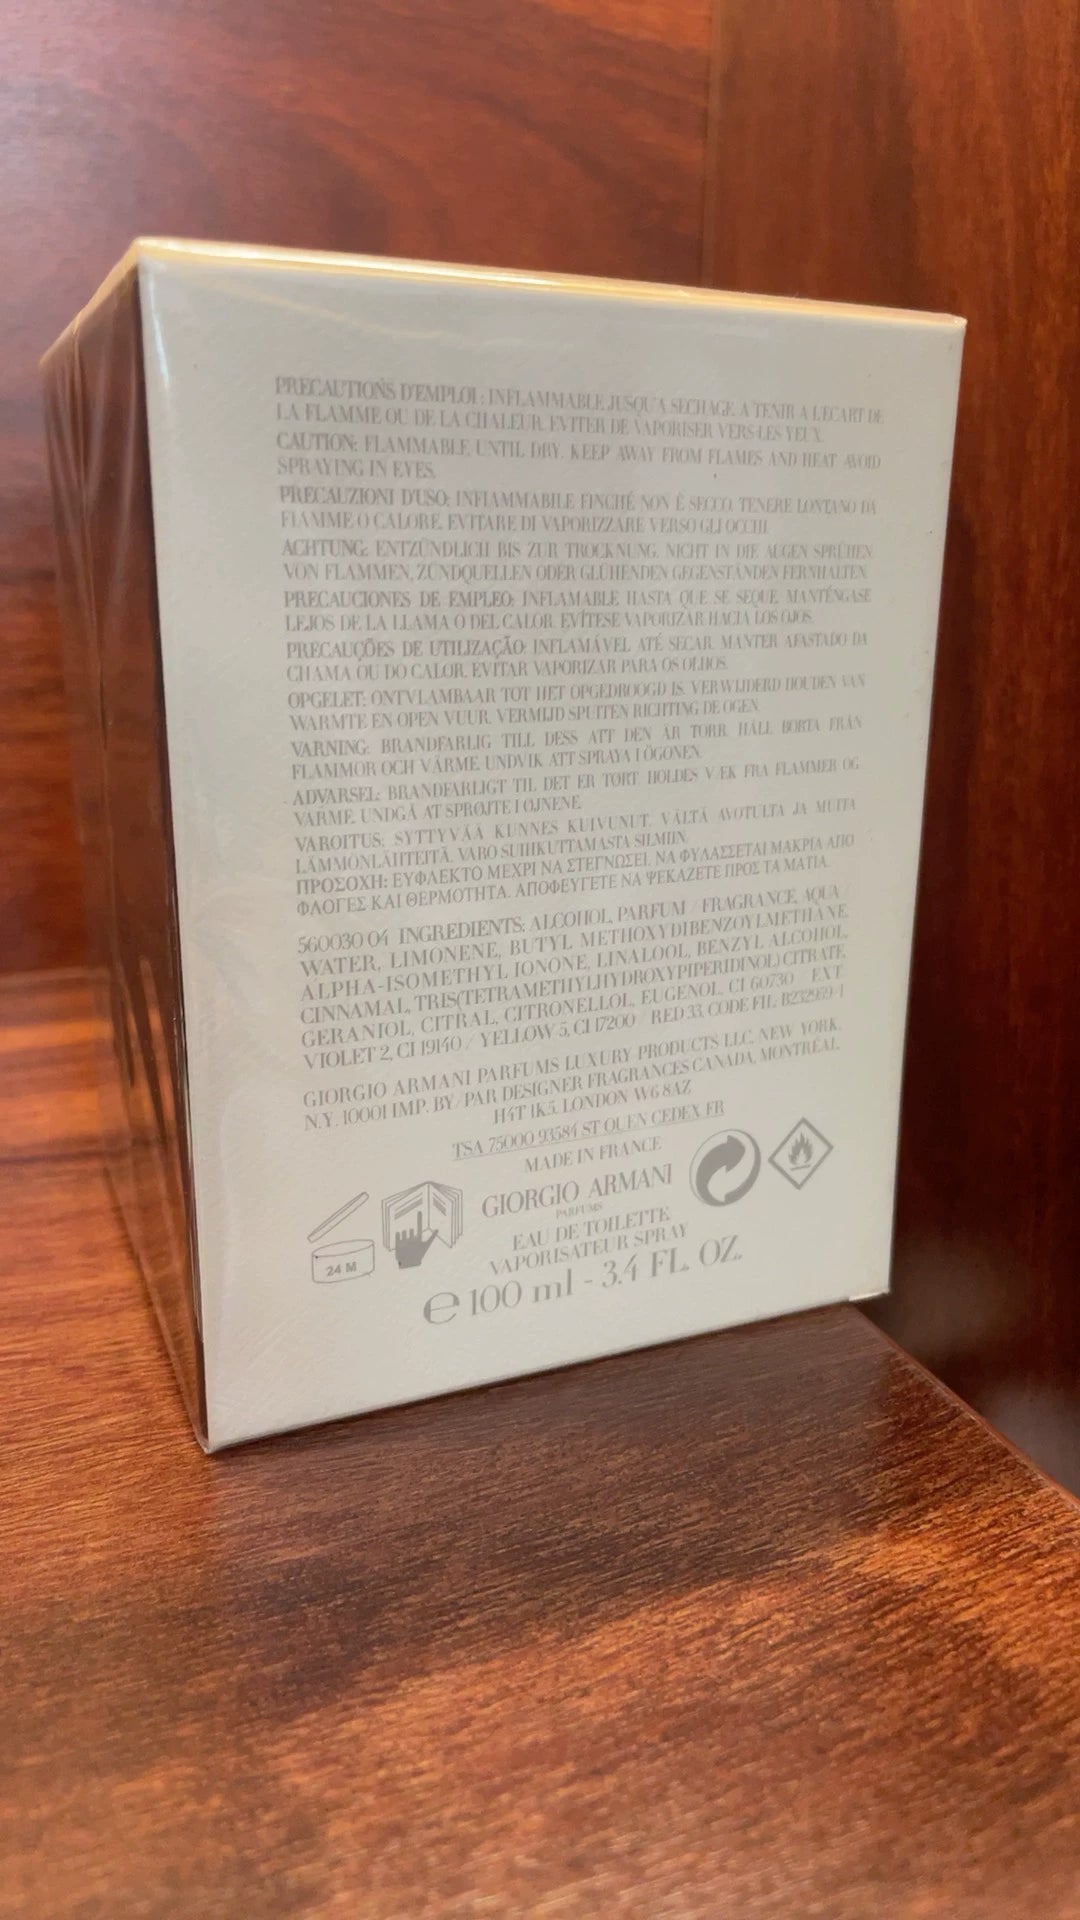 PRECAUTIONS D'EMPLOI : INFLAMMABLE JUSQU'A SECHAGE. A TENIR A L'ECART DE
LA FLAMME OU DE LA CHALEUR. EVITER DE VAPORISER VERS LES YEUX.
CAUTION: FLAMMABLE UNTIL DRY. KEEP AWAY FROM FLAMES AND HEAT. AVOID
SPRAYING IN EYES.
PRECAUZIONI D'USO: INFIAMMABILE FINCHÉ NON È SECCO. TENERE LONTANO DA
FIAMME O CALORE. EVITARE DI VAPORIZZARE VERSO GLI OCCHI.
ACHTUNG: ENTZÜNDLICH BIS ZUR TROCKNUNG. NICHT IN DIE AUGEN SPRÜHEN.
VON FLAMMEN, ZÜNDQUELLEN ODER GLÜHENDEN GEGENSTÄNDEN FERNHALTEN.
PRECAUCIONES DE EMPLEO: INFLAMABLE HASTA QUE SE SEQUE. MANTÉNGASE
LEJOS DE LA LLAMA O DEL CALOR. EVÍTESE VAPORIZAR HACIA LOS OJOS.
PRECAUÇÕES DE UTILIZAÇÃO: INFLAMÁVEL ATÉ SECAR. MANTER AFASTADO DA
CHAMA OU DO CALOR. EVITAR VAPORIZAR PARA OS OLHOS.
OPGELET: ONTVLAMBAAR TOT HET OPGEDROOGD IS. VERWIJDERD HOUDEN VAN
WARMTE EN OPEN VUUR. VERMIJD SPUITEN RICHTING DE OGEN.
VARNING: BRANDFARLIG TILL DESS ATT DEN ÄR TORR. HÅLL BORTA FRÅN
FLAMMOR OCH VÄRME. UNDVIK ATT SPRAYA I ÖGONEN.
ADVARSEL: BRANDFARLIGT TIL DET ER TØRT. HOLDES VÆK FRA FLAMMER OG
VARME. UNDGÅ AT SPRØJTE I ØJNENE.
VAROITUS: SYTTYVÄÄ KUNNES KUIVUNUT. VÄLTÄ AVOTULTA JA MUITA
LÄMMÖNLÄHTEITÄ. VARO SUIHKUTTAMASTA SILMIIN.
ΠΡΟΣΟΧΗ: ΕΥΦΛΕΚΤΟ ΜΕΧΡΙ ΝΑ ΣΤΕΓΝΩΣΕΙ. ΝΑ ΦΥΛΑΣΣΕΤΑΙ ΜΑΚΡΙΑ ΑΠΟ
ΦΛΟΓΕΣ ΚΑΙ ΘΕΡΜΟΤΗΤΑ. ΑΠΟΦΕΥΓΕΤΕ ΝΑ ΨΕΚΑΖΕΤΕ ΠΡΟΣ ΤΑ ΜΑΤΙΑ.
560030 04 INGREDIENTS: ALCOHOL, PARFUM / FRAGRANCE, AQUA /
WATER, LIMONENE, BUTYL METHOXYDIBENZOYLMETHANE,
ALPHA-ISOMETHYL IONONE, LINALOOL, BENZYL ALCOHOL,
CINNAMAL, TRIS(TETRAMETHYLHYDROXYPIPERIDINOL) CITRATE,
GERANIOL, CITRAL, CITRONELLOL, EUGENOL, CI 60730 / EXT.
VIOLET 2, CI 19140 / YELLOW 5, CI 17200 / RED 33, CODE FIL: B232959/1
GIORGIO ARMANI PARFUMS LUXURY PRODUCTS LLC, NEW YORK,
N.Y. 10001 IMP. BY/PAR DESIGNER FRAGRANCES CANADA, MONTRÉAL,
H4T 1K5. LONDON W6 8AZ
TSA 75000 93584 ST OUEN CEDEX FR
MADE IN FRANCE
GIORGIO ARMANI
PARFUMS
EAU DE TOILETTE
VAPORISATEUR SPRAY
24 M
e 100 ml - 3.4 FL. OZ.